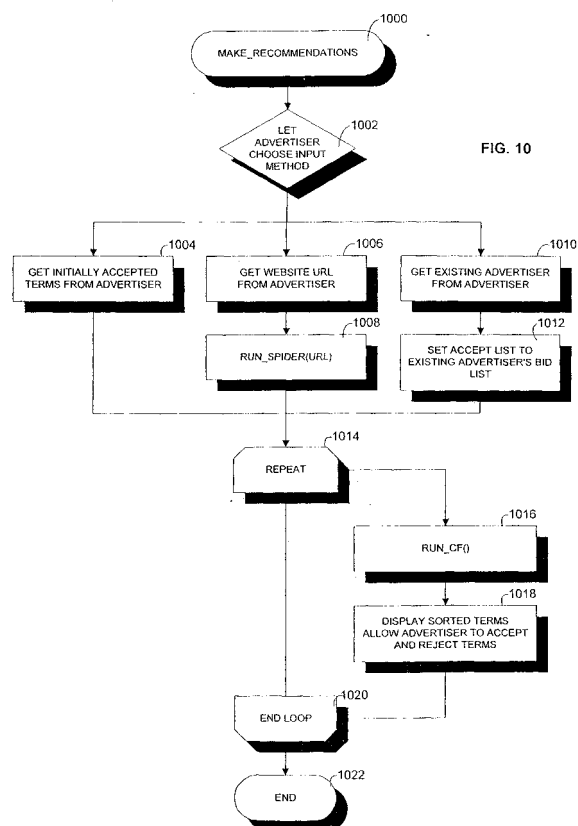 1000
MAKE_RECOMMENDATIONS
1002
LET
ADVERTISER
CHOOSE INPUT
METHOD
FIG. 10
1004
GET INITIALLY ACCEPTED
TERMS FROM ADVERTISER
1006
GET WEBSITE URL
FROM ADVERTISER
1010
GET EXISTING ADVERTISER
FROM ADVERTISER
1008
RUN_SPIDER(URL)
1012
SET ACCEPT LIST TO
EXISTING ADVERTISER'S BID
LIST
1014
REPEAT
1016
RUN_CF()
1018
DISPLAY SORTED TERMS
ALLOW ADVERTISER TO ACCEPT
AND REJECT TERMS
1020
END LOOP
1022
END